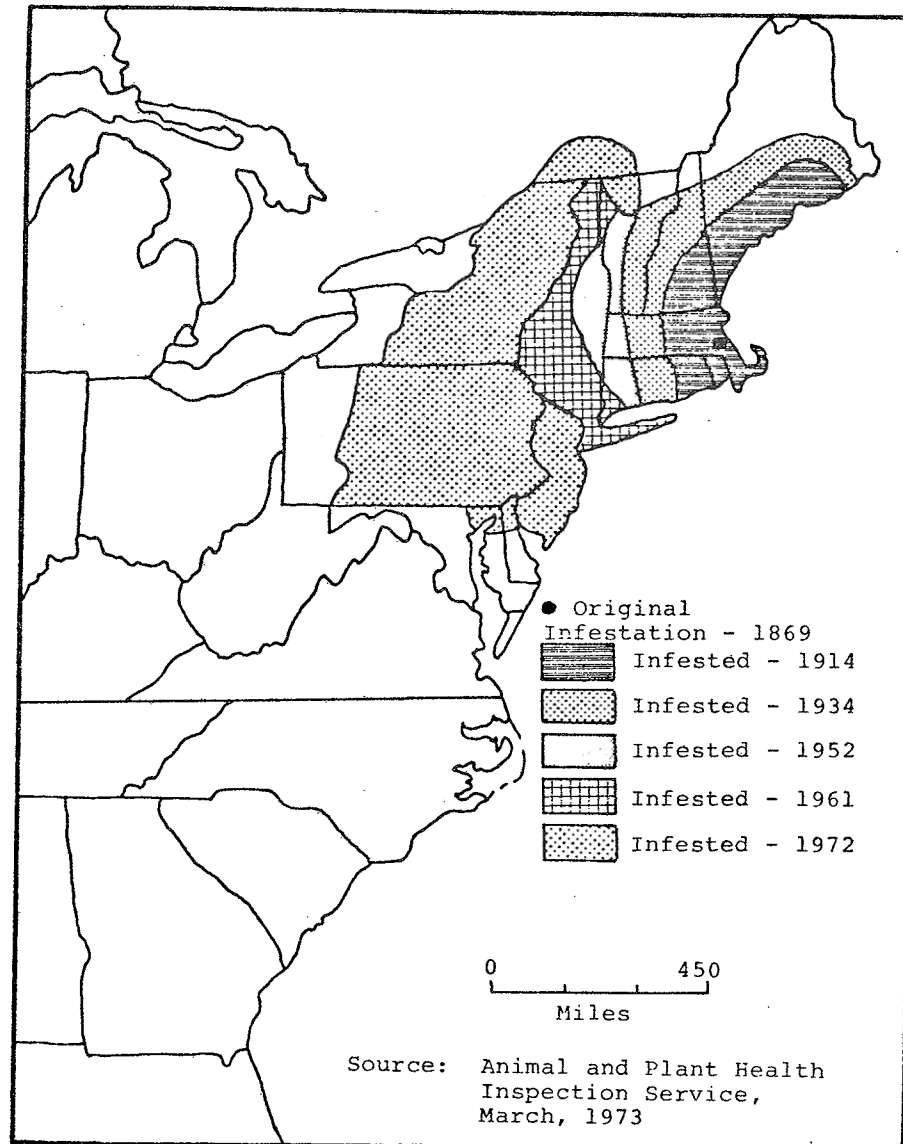 ● Original
Infestation - 1869
Infested - 1914
Infested - 1934
Infested - 1952
Infested - 1961
Infested - 1972
0 450
Miles
Source: Animal and Plant Health
Inspection Service,
March, 1973